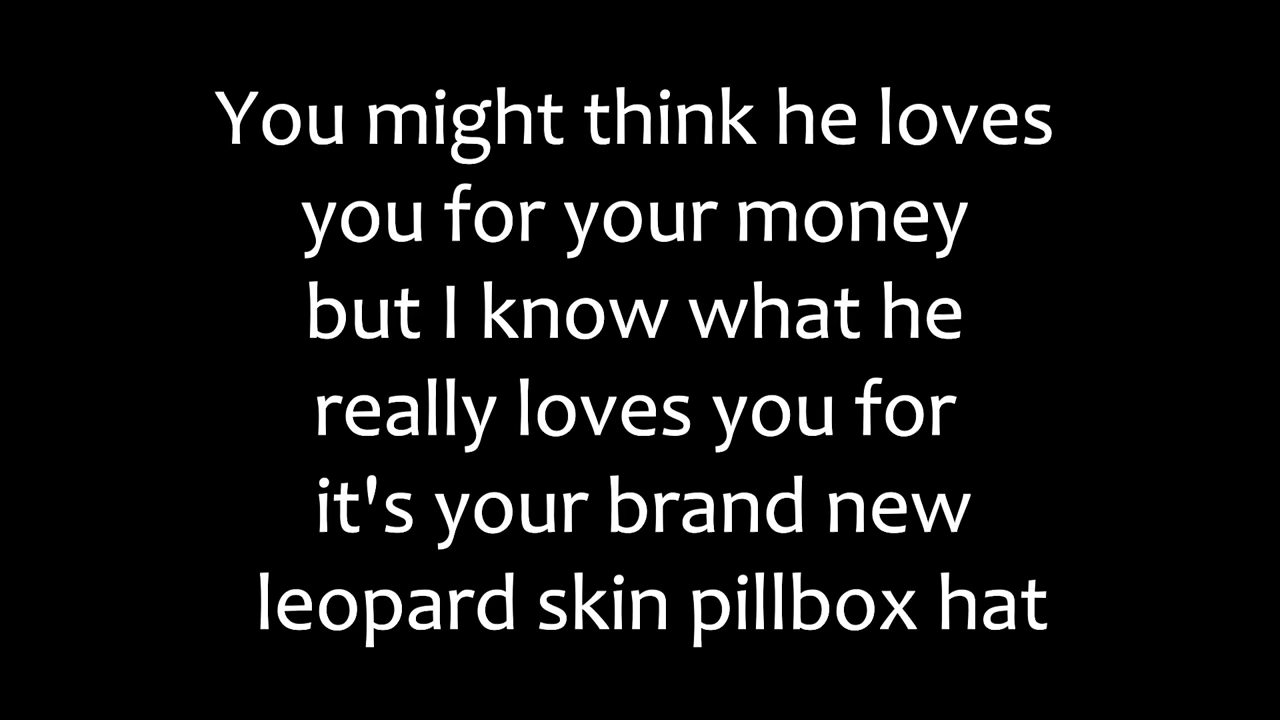 You might think he loves
you for your money
but I know what he
really loves you for
it's your brand new
leopard skin pillbox hat